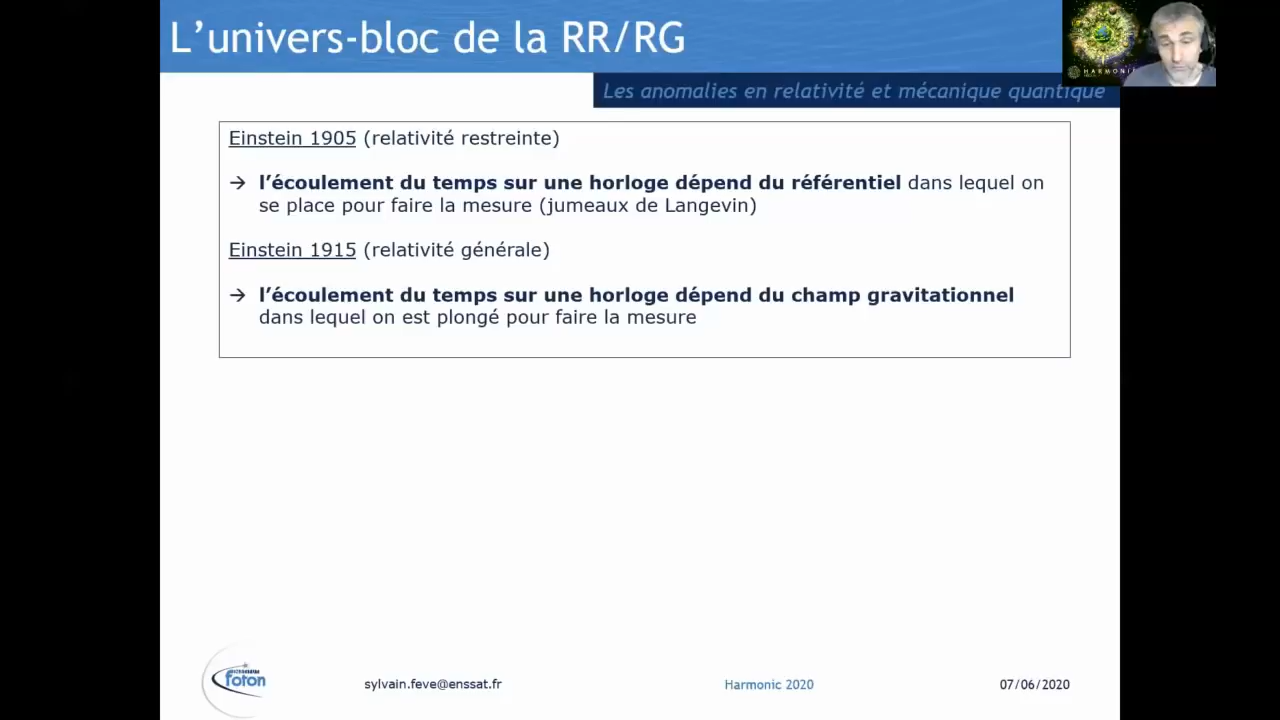 L’univers-bloc de la RR/RG
HARMONI
Les anomalies en relativité et mécanique quantique
Einstein 1905 (relativité restreinte)
→ l’écoulement du temps sur une horloge dépend du référentiel dans lequel on
se place pour faire la mesure (jumeaux de Langevin)
Einstein 1915 (relativité générale)
→ l’écoulement du temps sur une horloge dépend du champ gravitationnel
dans lequel on est plongé pour faire la mesure
foton
sylvain.feve@enssat.fr
Harmonic 2020
07/06/2020